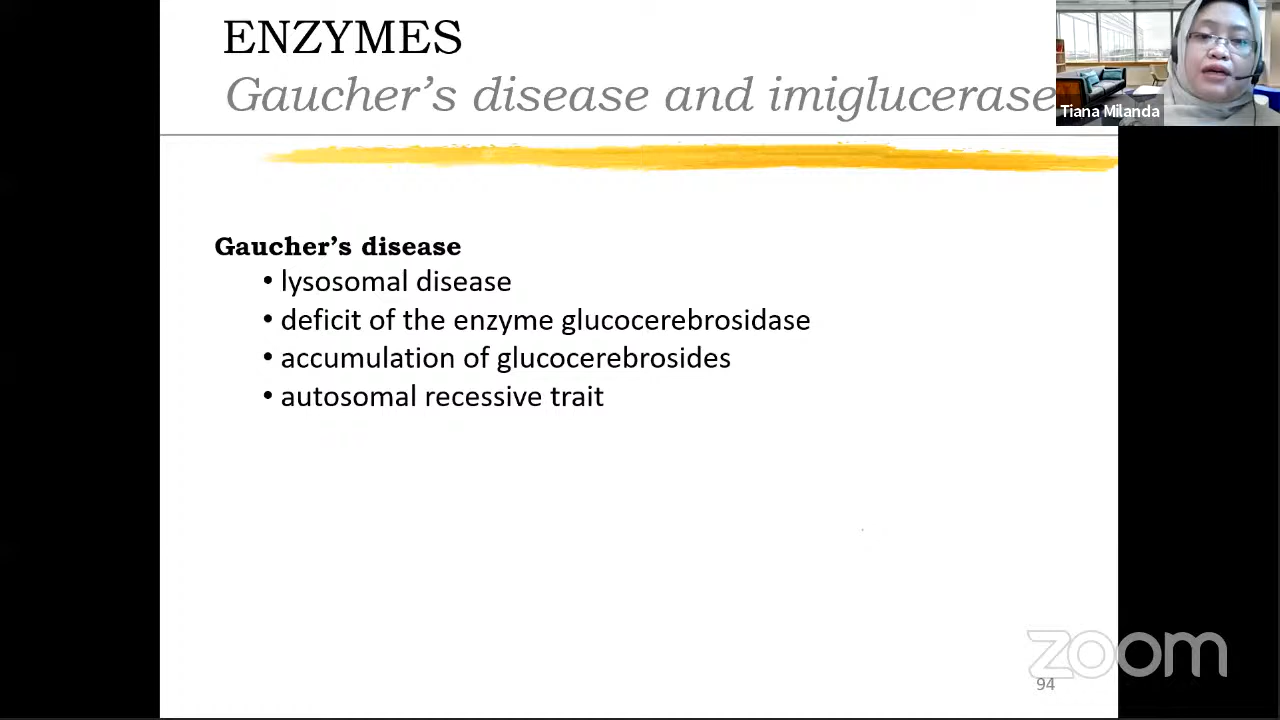 ENZYMES
Gaucher's disease and imiglucerase
Tiana Milanda
Gaucher's disease
• lysosomal disease
• deficit of the enzyme glucocerebrosidase
• accumulation of glucocerebrosides
• autosomal recessive trait
zoom
94